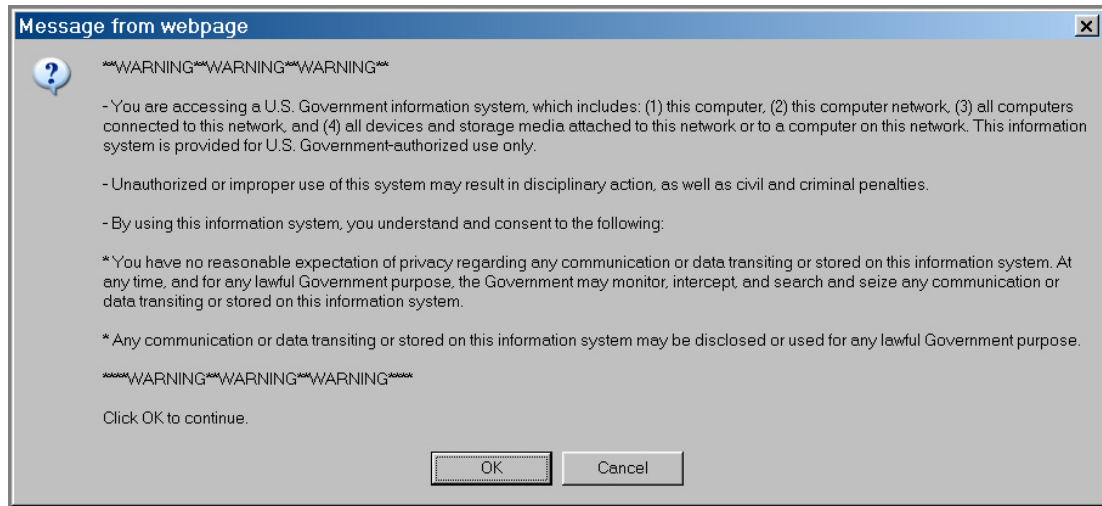 Message from webpage
**WARNING**WARNING**WARNING**
- You are accessing a U.S. Government information system, which includes: (1) this computer, (2) this computer network, (3) all computers
connected to this network, and (4) all devices and storage media attached to this network or to a computer on this network. This information
system is provided for U.S. Government-authorized use only.
- Unauthorized or improper use of this system may result in disciplinary action, as well as civil and criminal penalties.
- By using this information system, you understand and consent to the following:
* You have no reasonable expectation of privacy regarding any communication or data transiting or stored on this information system. At
any time, and for any lawful Government purpose, the Government may monitor, intercept, and search and seize any communication or
data transiting or stored on this information system.
* Any communication or data transiting or stored on this information system may be disclosed or used for any lawful Government purpose.
****WARNING**WARNING**WARNING****
Click OK to continue.
OK Cancel